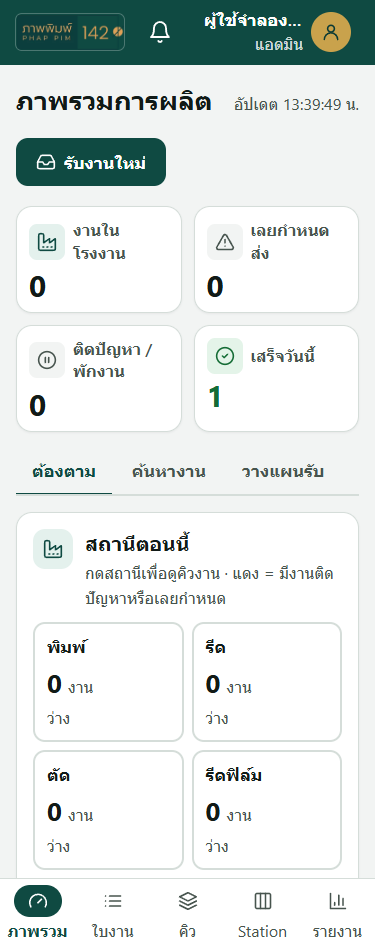 ภาพพิมพ์
PHAP PIM
142
ผู้ใช้จำลอง...
แอดมิน
ภาพรวมการผลิต
อัปเดต 13:39:49 น.
รับงานใหม่
งานใน
โรงงาน
0
เลยกำหนด
ส่ง
0
ติดปัญหา /
พักงาน
0
เสร็จวันนี้
1
ต้องตาม
ค้นหางาน
วางแผนรับ
สถานีตอนนี้
กดสถานีเพื่อดูคิวงาน · แดง = มีงานติด
ปัญหาหรือเลยกำหนด
พิมพ์
0 งาน
ว่าง
รีด
0 งาน
ว่าง
ตัด
0 งาน
ว่าง
รีดฟิล์ม
0 งาน
ว่าง
ภาพรวม
ใบงาน
คิว
Station
รายงาน